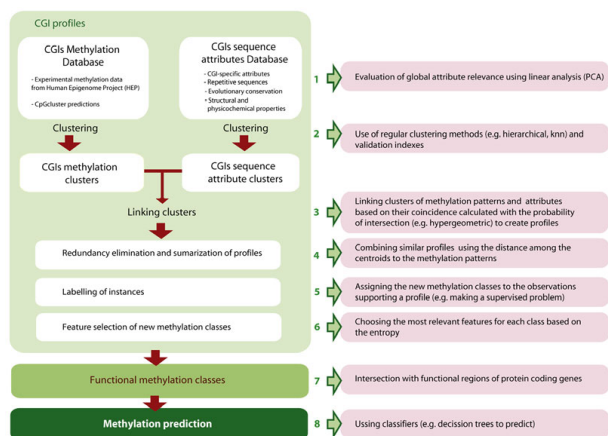 CGI profiles
CGIs Methylation
Database
- Experimental methylation data
from Human Epigenome Project (HEP)
- CpGcluster predictions
CGIs sequence
attributes Database
- CGI-specific attributes
• Repetitive sequences
- Evolutionary conservation
• Structural and
physicochemical properties
1
Evaluation of global attribute relevance using linear analysis (PCA)
Clustering
Clustering
2
Use of regular clustering methods (e.g. hierarchical, knn) and
validation indexes
CGIs methylation
clusters
CGIs sequence
attribute clusters
Linking clusters
3
Linking clusters of methylation patterns and attributes
based on their coincidence calculated with the probability
of intersection (e.g. hypergeometric) to create profiles
Redundancy elimination and sumarization of profiles
4
Combining similar profiles using the distance among the
centroids to the methylation patterns
Labelling of instances
5
Assigning the new methylation classes to the observations
supporting a profile (e.g. making a supervised problem)
Feature selection of new methylation classes
6
Choosing the most relevant features for each class based on
the entropy
Functional methylation classes
7
Intersection with functional regions of protein coding genes
Methylation prediction
8
Ussing classifiers (e.g. decission trees to predict)